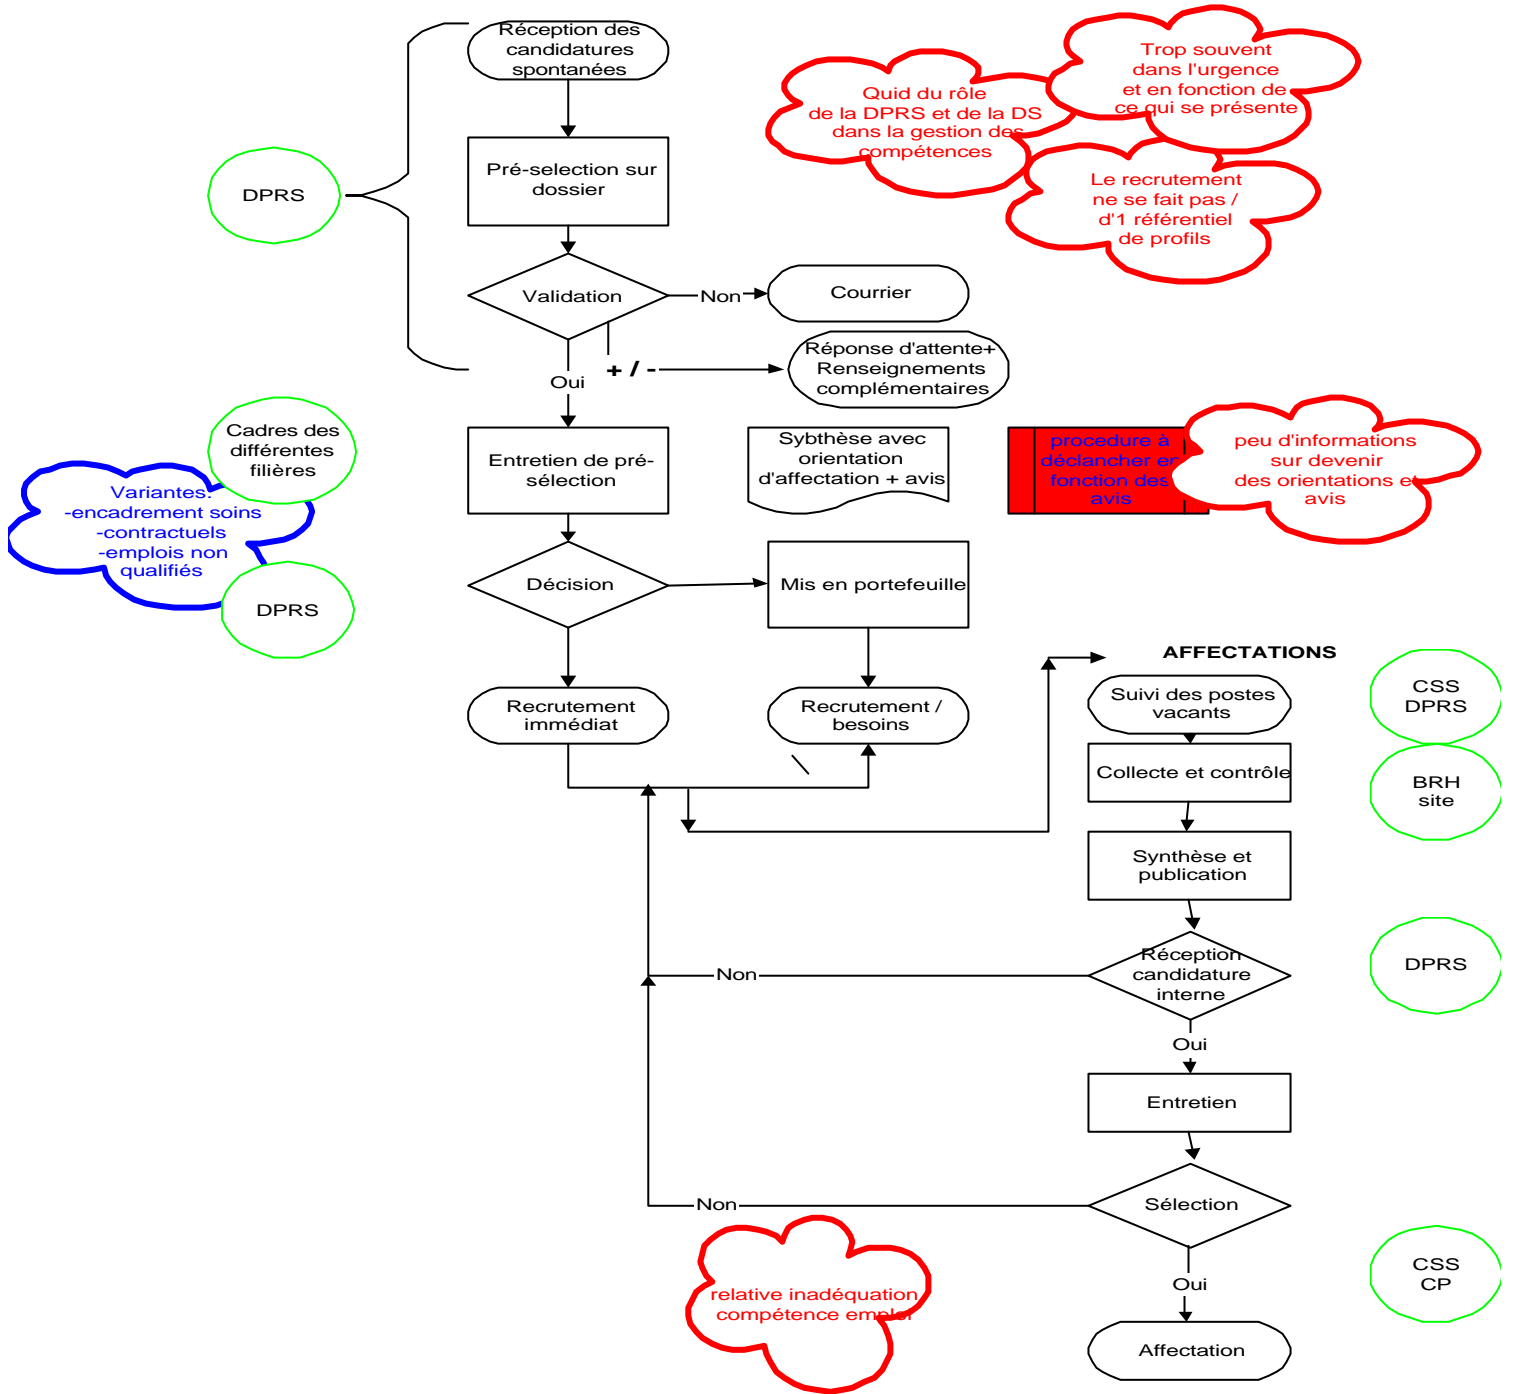 Réception des
candidatures
spontanées
Trop souvent
dans l'urgence
et en fonction de
ce qui se présente
Quid du rôle
de la DPRS et de la DS
dans la gestion des
compétences
DPRS
Pré-selection sur
dossier
Le recrutement
ne se fait pas /
d'1 référentiel
de profils
Validation
Non
Courrier
Réponse d'attente+
Renseignements
complémentaires
+ / -
Oui
Cadres des
différentes
filières
Variantes:
-encadrement soins
-contractuels
-emplois non
qualifiés
DPRS
Entretien de pré-
sélection
Sybthèse avec
orientation
d'affectation + avis
procedure à
déclancher en
fonction des
avis
peu d'informations
sur devenir
des orientations e
avis
Décision
Mis en portefeuille
Recrutement
immédiat
Recrutement /
besoins
AFFECTATIONS
Suivi des postes
vacants
CSS
DPRS
Collecte et contrôle
BRH
site
Synthèse et
publication
Réception
candidature
interne
Non
DPRS
Oui
Entretien
Sélection
Non
relative inadéquation
compétence emploi
Oui
CSS
CP
Affectation